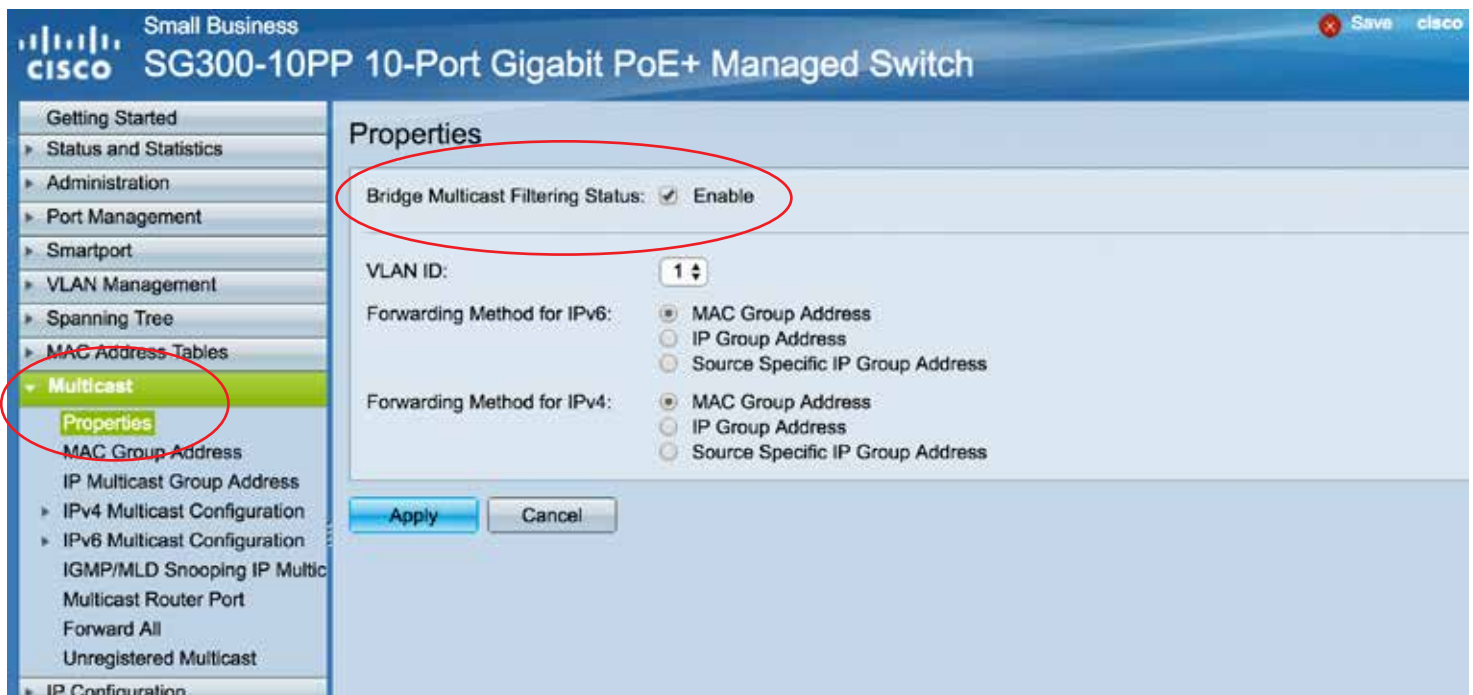 Small Business
cisco SG300-10PP 10-Port Gigabit PoE+ Managed Switch
Save cisco
Getting Started
Status and Statistics
Administration
Port Management
Smartport
VLAN Management
Spanning Tree
MAC Address Tables
Multicast
Properties
MAC Group Address
IP Multicast Group Address
IPv4 Multicast Configuration
IPv6 Multicast Configuration
IGMP/MLD Snooping IP Multic
Multicast Router Port
Forward All
Unregistered Multicast
IP Configuration
Properties
Bridge Multicast Filtering Status: Enable
VLAN ID: 1
Forwarding Method for IPv6: MAC Group Address
IP Group Address
Source Specific IP Group Address
Forwarding Method for IPv4: MAC Group Address
IP Group Address
Source Specific IP Group Address
Apply Cancel